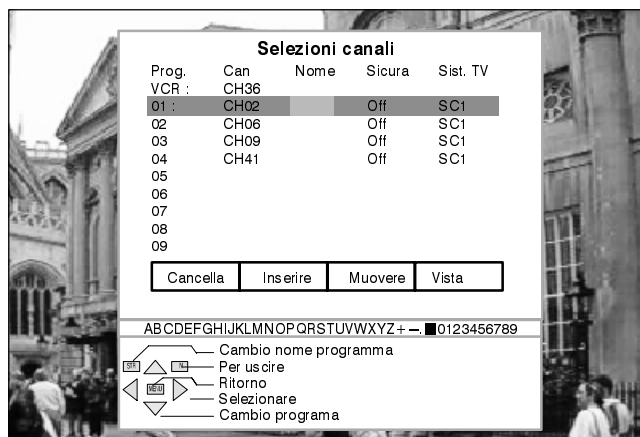 Selezioni canali
Prog. Can Nome Sicura Sist. TV
VCR : CH36
01 : CH02 Off SC1
02 CH06 Off SC1
03 CH09 Off SC1
04 CH41 Off SC1
05
06
07
08
09
Cancella Inserire Muovere Vista
ABCDEFGHIJKLMNOPQRSTUVWXYZ+–. ■0123456789
Cambio nome programma
STR N Per uscire
MENU Ritorno
Selezionare
Cambio programa